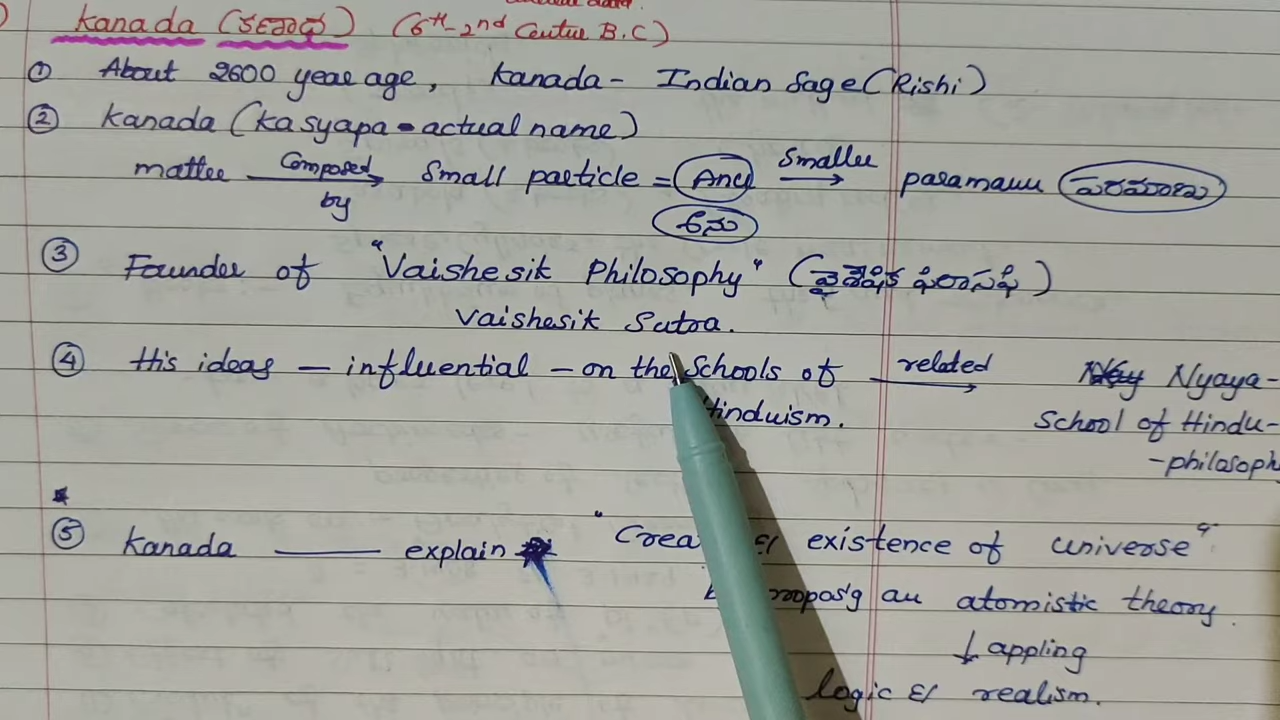 kanada (ಕಣಾದ) (6th-2nd Centue B.C)
① About 2600 year age, Kanada - Indian Sage (Rishi)
② Kanada (Kasyapa - actual name)
matter Composed by Small particle = Anu Smaller paramanu ಪರಮಾಣು
ಅಣು
③ Founder of "Vaishesik Philosophy" (ವೈಶೇಷಿಕ ಫಿಲಾಸಫಿ)
Vaishesik Sutra.
④ His ideas - influential - on the Schools of related Nyaya-
Hinduism. School of Hindu-
-philosoph
⑤ Kanada explain "Crea & existence of universe"
ropos'g an atomistic theory.
↓ appling
logic & realism.